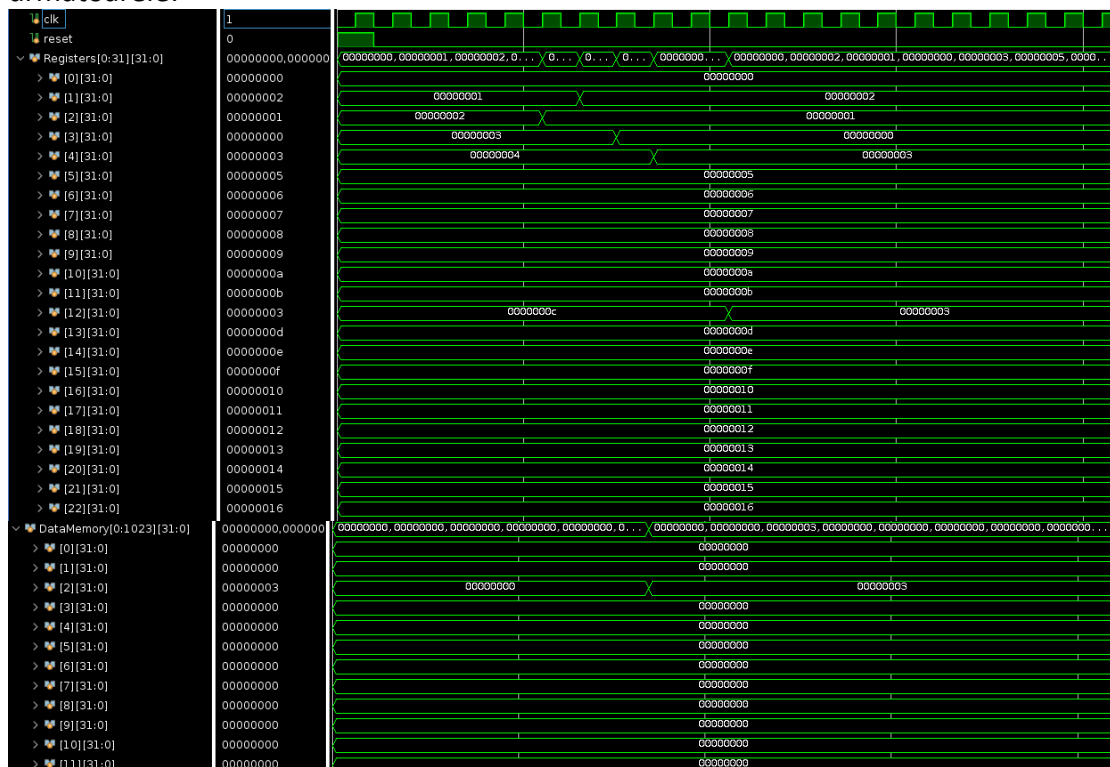 clk 1
reset 0
Registers[0:31][31:0] 00000000,000000 00000000,00000001,00000002,0... 0... 0... 0... 0000000... 00000000,00000002,00000001,00000000,00000003,00000005,0000...
[0][31:0] 00000000 00000000
[1][31:0] 00000002 00000001 00000002
[2][31:0] 00000001 00000002 00000001
[3][31:0] 00000000 00000003 00000000
[4][31:0] 00000003 00000004 00000003
[5][31:0] 00000005 00000005
[6][31:0] 00000006 00000006
[7][31:0] 00000007 00000007
[8][31:0] 00000008 00000008
[9][31:0] 00000009 00000009
[10][31:0] 0000000a 0000000a
[11][31:0] 0000000b 0000000b
[12][31:0] 00000003 0000000c 00000003
[13][31:0] 0000000d 0000000d
[14][31:0] 0000000e 0000000e
[15][31:0] 0000000f 0000000f
[16][31:0] 00000010 00000010
[17][31:0] 00000011 00000011
[18][31:0] 00000012 00000012
[19][31:0] 00000013 00000013
[20][31:0] 00000014 00000014
[21][31:0] 00000015 00000015
[22][31:0] 00000016 00000016
DataMemory[0:1023][31:0] 00000000,000000 00000000,00000000,00000000,00000000,00000000,0... 00000000,00000000,00000003,00000000,00000000,00000000,00000000...
[0][31:0] 00000000 00000000
[1][31:0] 00000000 00000000
[2][31:0] 00000003 00000000 00000003
[3][31:0] 00000000 00000000
[4][31:0] 00000000 00000000
[5][31:0] 00000000 00000000
[6][31:0] 00000000 00000000
[7][31:0] 00000000 00000000
[8][31:0] 00000000 00000000
[9][31:0] 00000000 00000000
[10][31:0] 00000000 00000000
[11][31:0] 00000000 00000000